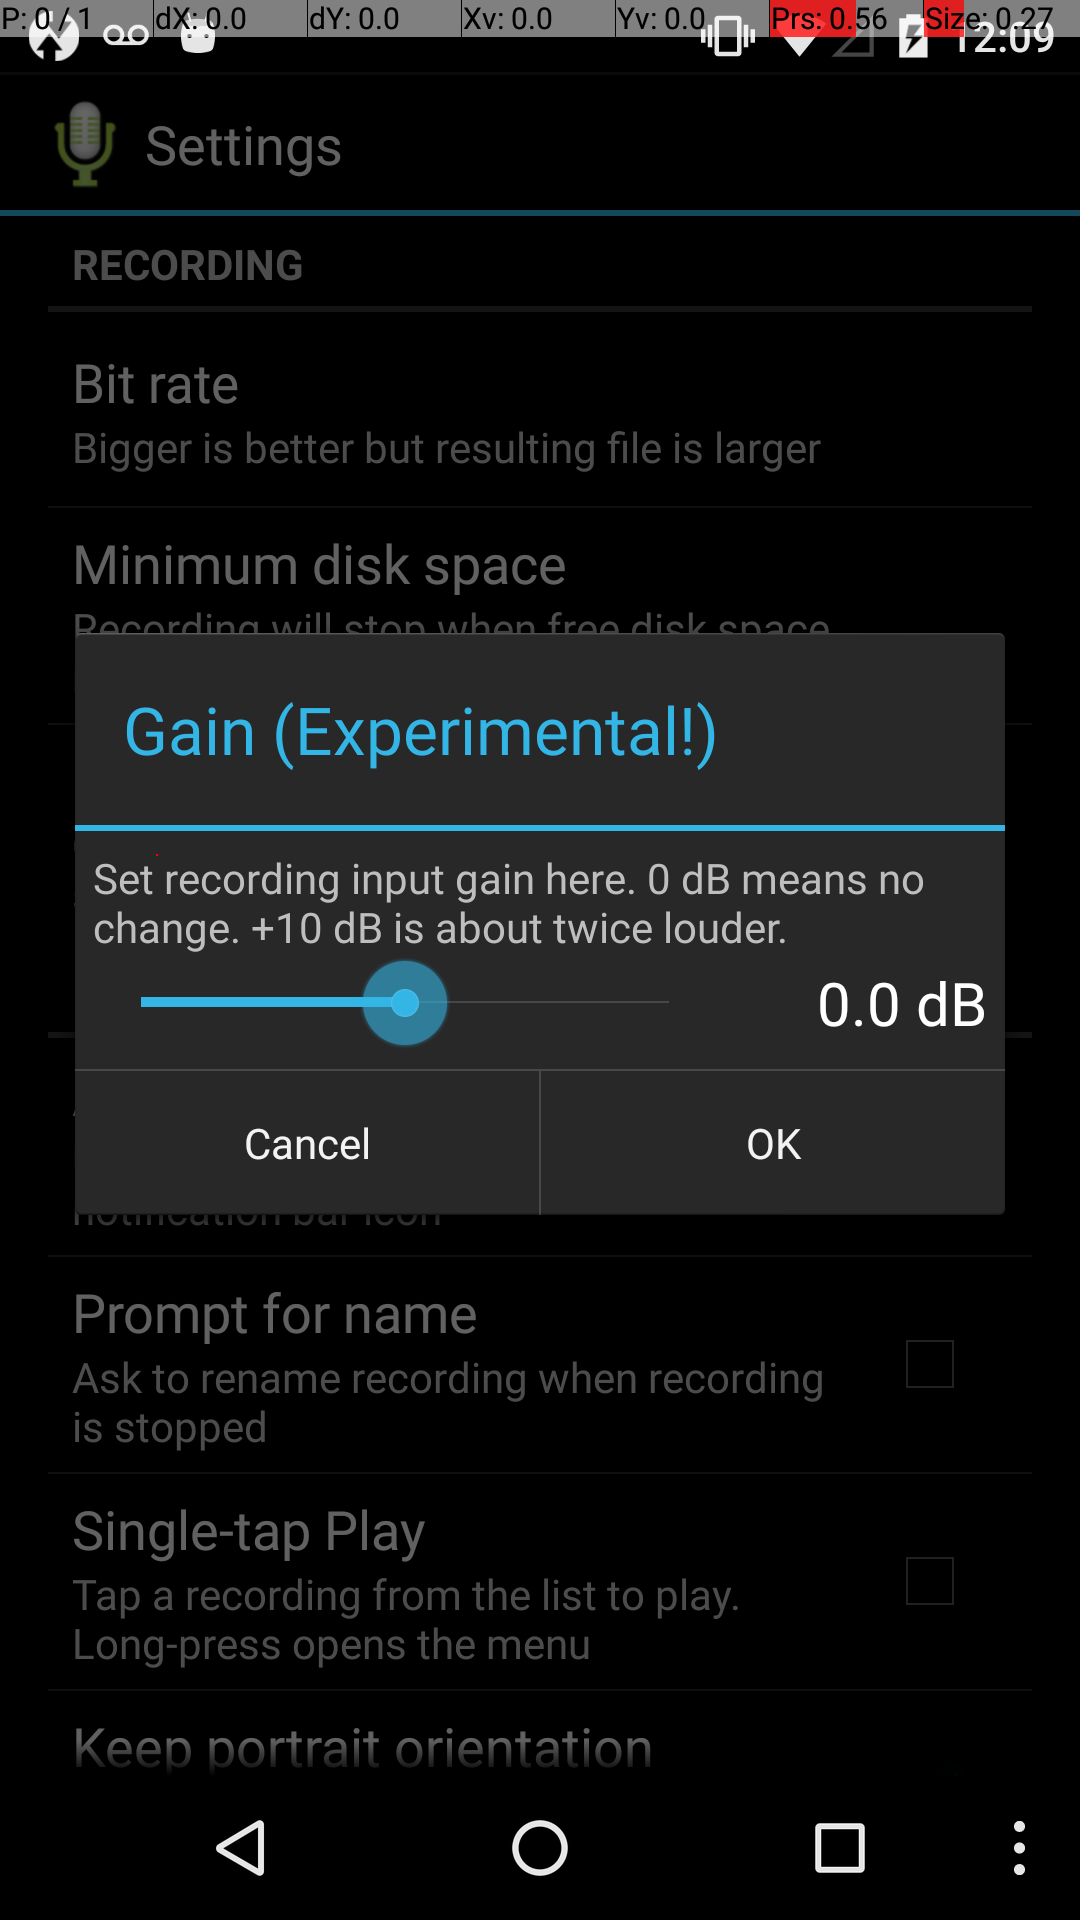 P: 0 / 1 dX: 0.0 dY: 0.0 Xv: 0.0 Yv: 0.0 Prs: 0.56 Size: 0.27
12:09
Settings
RECORDING
Bit rate
Bigger is better but resulting file is larger
Minimum disk space
Recording will stop when free disk space
Gain (Experimental!)
Set recording input gain here. 0 dB means no
change. +10 dB is about twice louder.
0.0 dB
Cancel OK
notification bar icon
Prompt for name
Ask to rename recording when recording
is stopped
Single-tap Play
Tap a recording from the list to play.
Long-press opens the menu
Keep portrait orientation